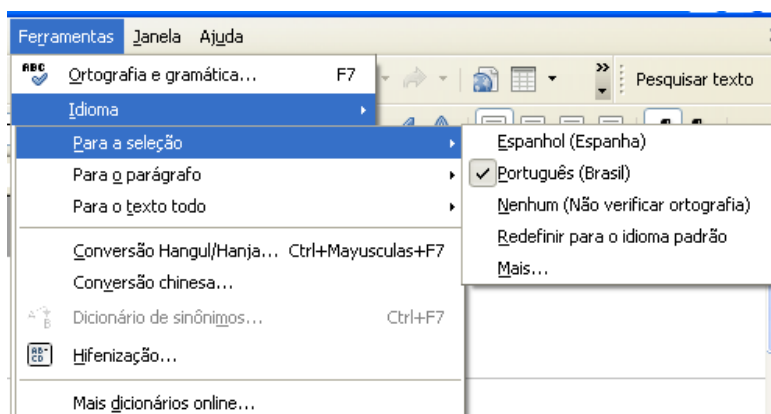 Ferramentas Janela Ajuda
ABC Ortografia e gramática... F7
Pesquisar texto
Idioma
Para a seleção
Espanhol (Espanha)
Para o parágrafo
Português (Brasil)
Para o texto todo
Nenhum (Não verificar ortografia)
Redefinir para o idioma padrão
Conversão Hangul/Hanja... Ctrl+Mayusculas+F7
Mais...
Conversão chinesa...
Dicionário de sinônimos... Ctrl+F7
Hifenização...
Mais dicionários online...